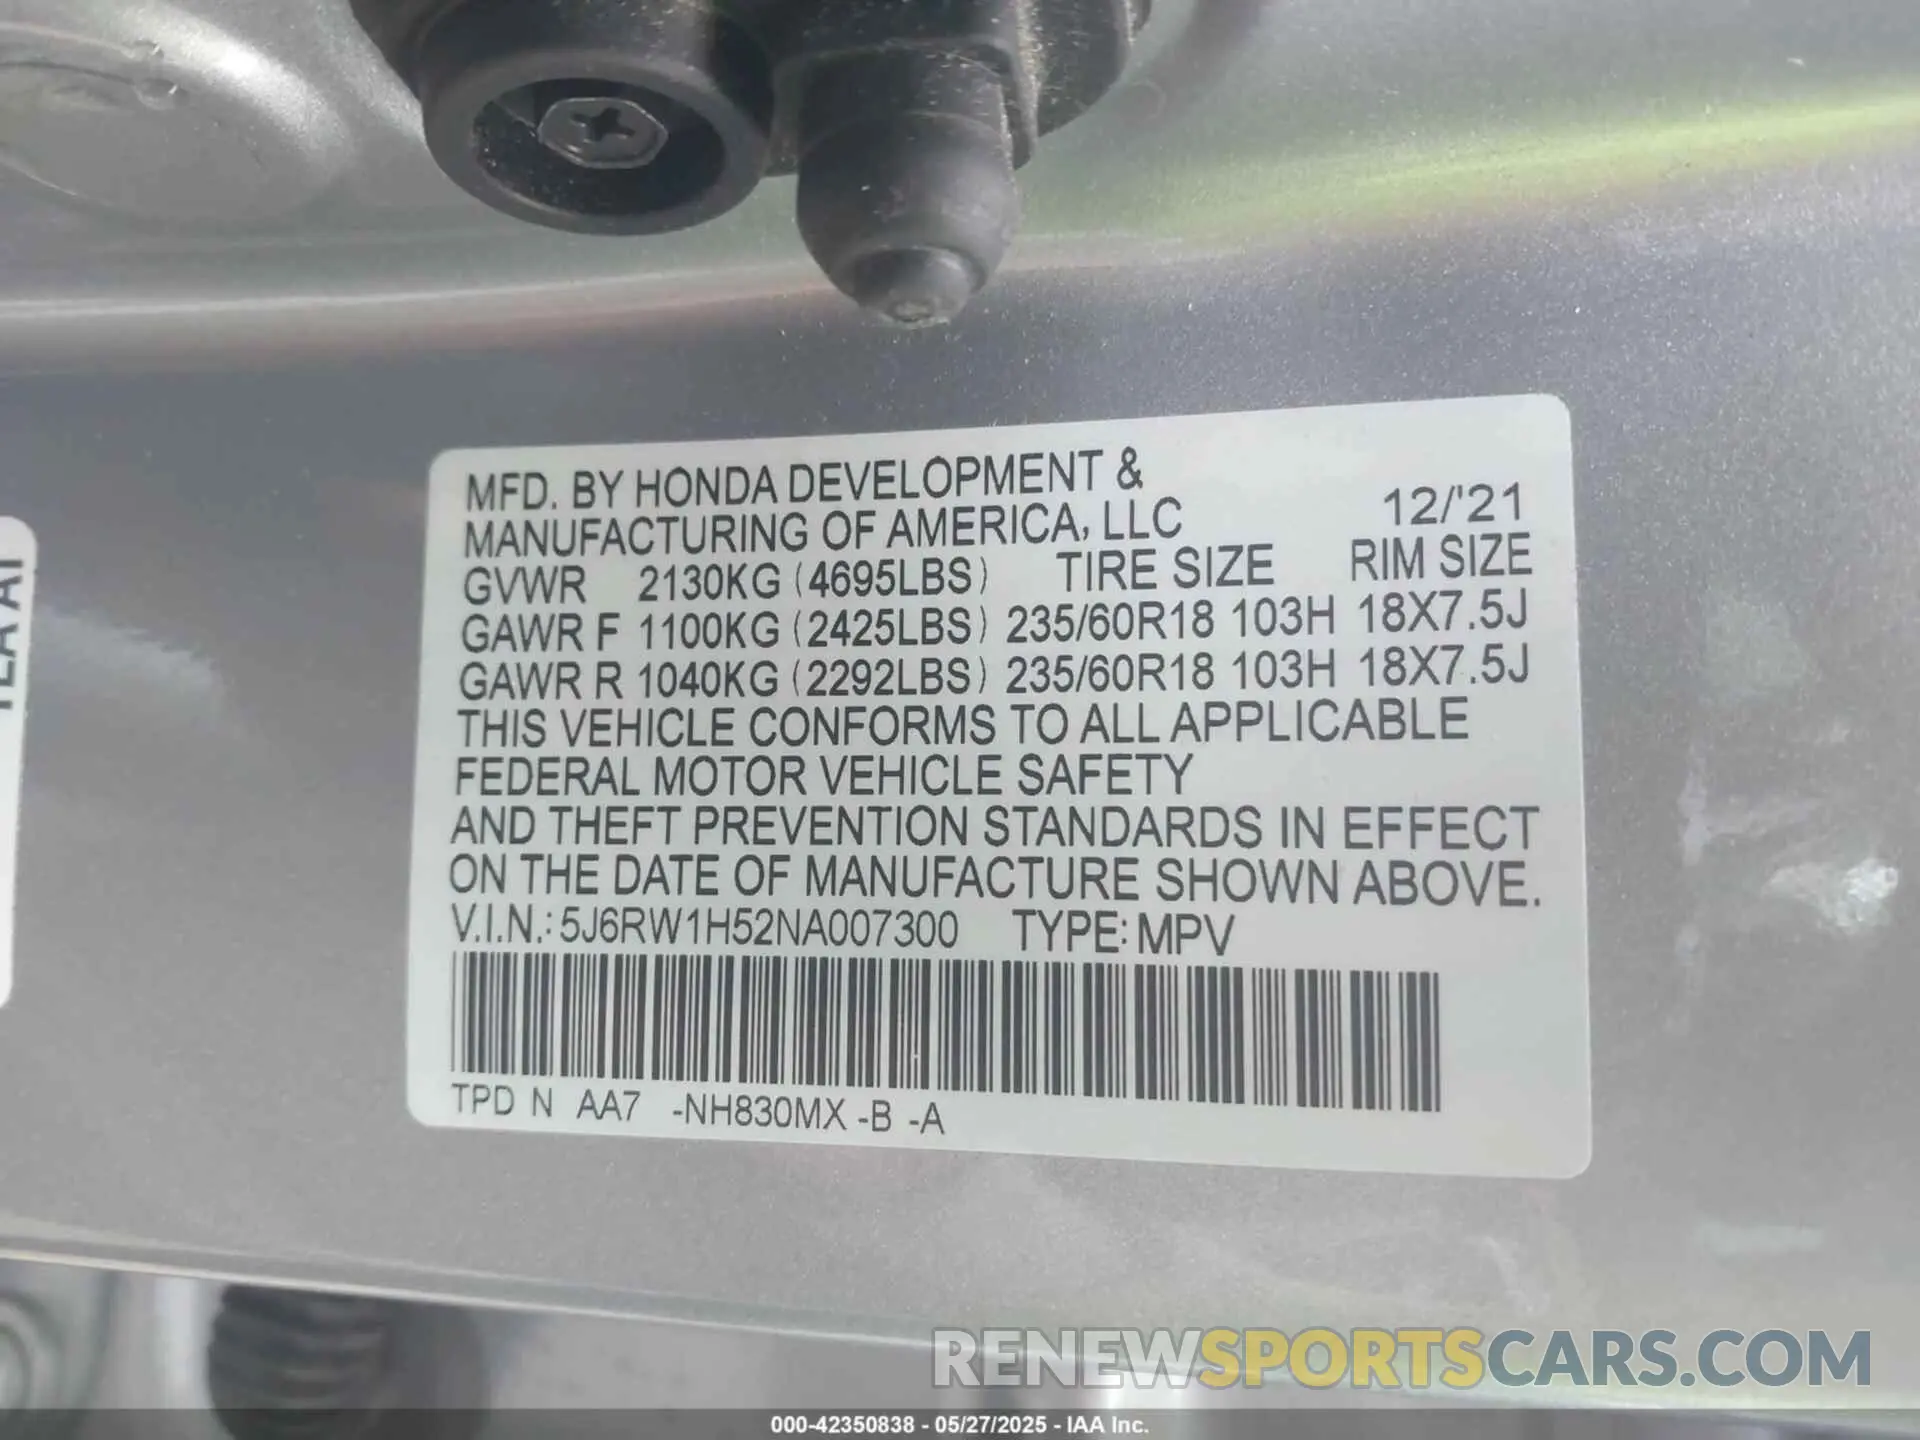 MFD. BY HONDA DEVELOPMENT &
MANUFACTURING OF AMERICA, LLC 12/'21
GVWR 2130KG (4695LBS) TIRE SIZE RIM SIZE
GAWR F 1100KG (2425LBS) 235/60R18 103H 18X7.5J
GAWR R 1040KG (2292LBS) 235/60R18 103H 18X7.5J
THIS VEHICLE CONFORMS TO ALL APPLICABLE
FEDERAL MOTOR VEHICLE SAFETY
AND THEFT PREVENTION STANDARDS IN EFFECT
ON THE DATE OF MANUFACTURE SHOWN ABOVE.
V.I.N.: 5J6RW1H52NA007300 TYPE: MPV
TPD N AA7 -NH830MX -B -A
RENEWSPORTSCARS.COM
000-42350838 - 05/27/2025 - IAA Inc.